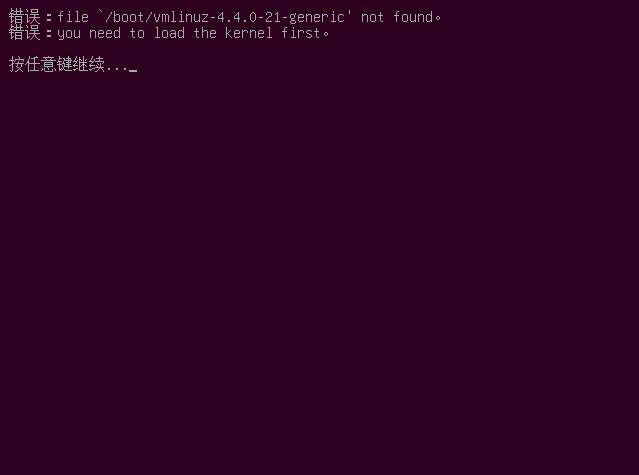 错误：file `/boot/vmlinuz-4.4.0-21-generic' not found。
错误：you need to load the kernel first。
按任意键继续..._